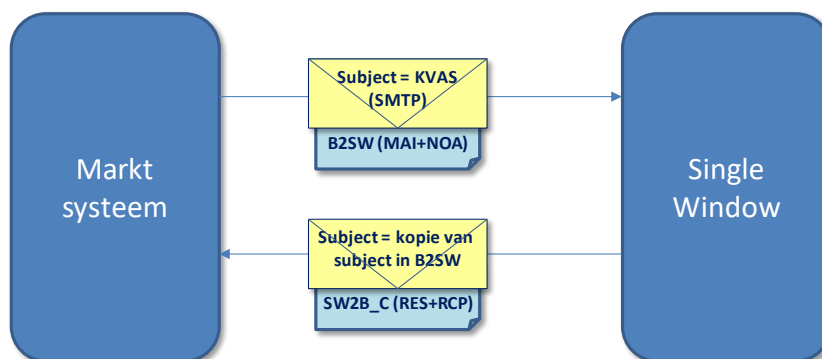 Markt
systeem
Subject = KVAS
(SMTP)
B2SW (MAI+NOA)
Subject = kopie van
subject in B2SW
SW2B_C (RES+RCP)
Single
Window